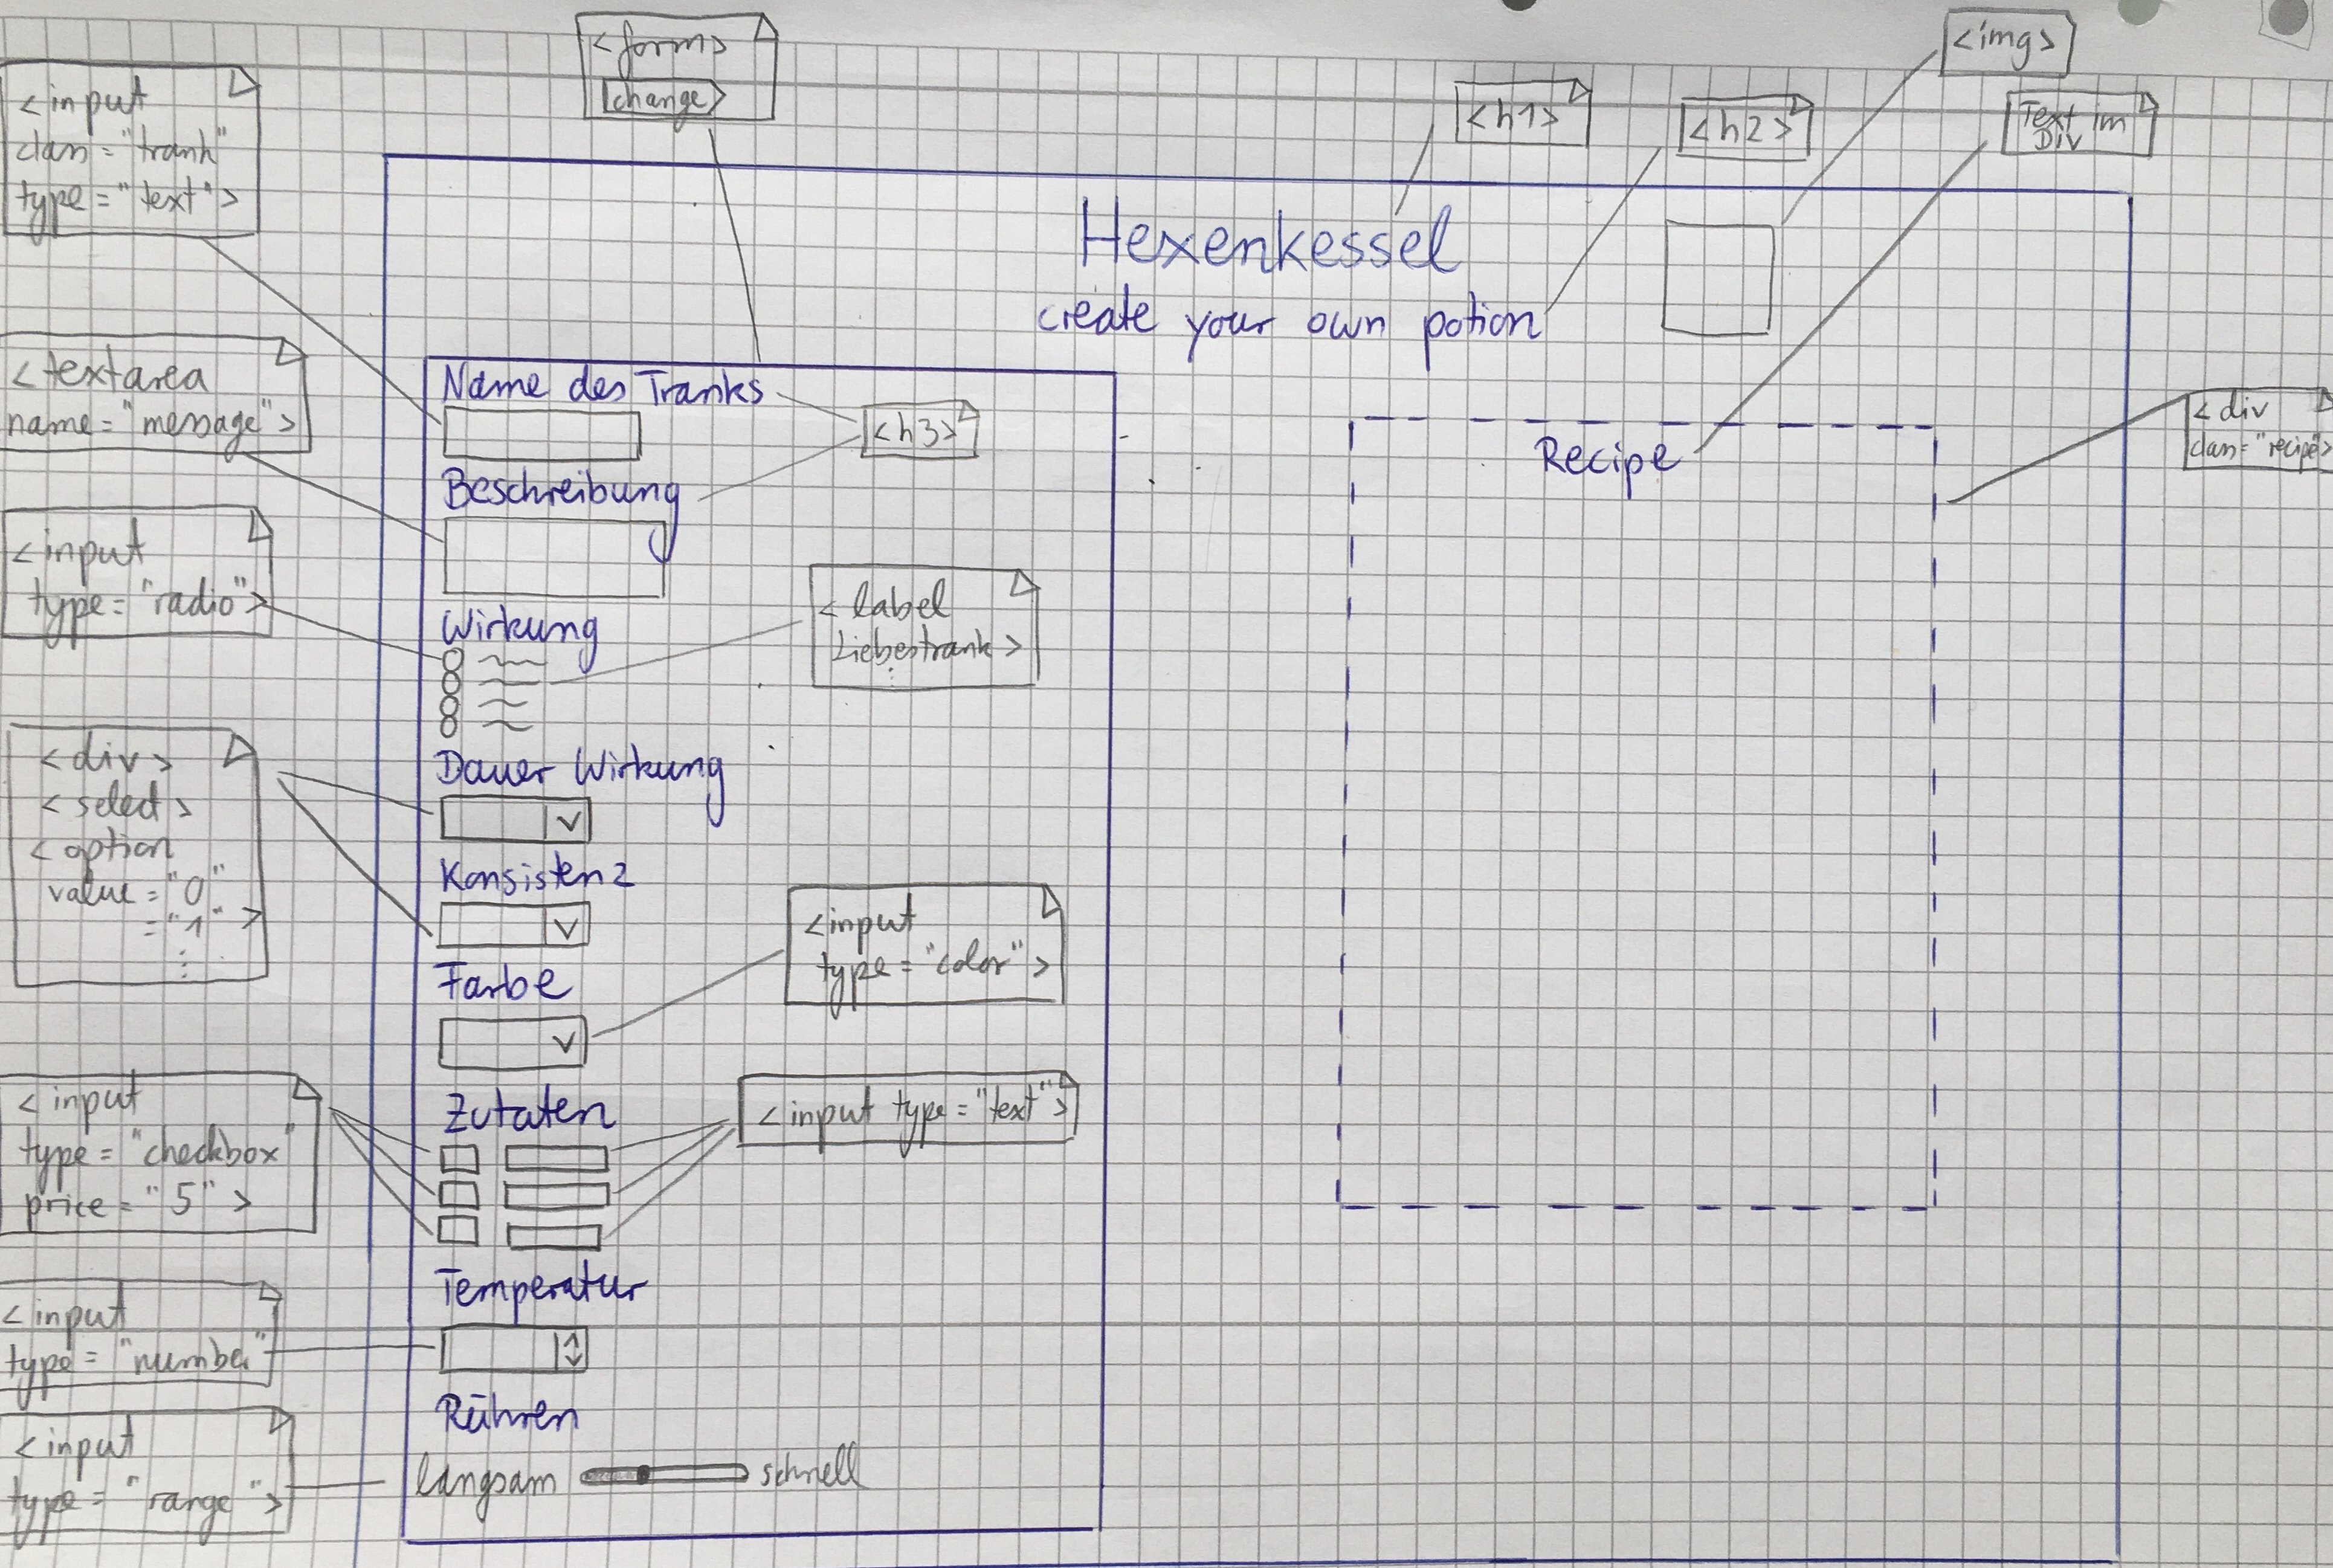 <form>
change
<img>
<h1>
<h2>
Text im
Div
<input
class="trank"
type="text">
Hexenkessel
create your own potion
<textarea
name="message">
Name des Tranks
<h3>
Beschreibung
Recipe
<div
class="recipe">
<input
type="radio">
Wirkung
<label
Liebestrank>
⋮
<div>
<select>
<option
value="0"
="1">
⋮
Dauer Wirkung
Konsistenz
<input
type="color">
Farbe
<input
type="checkbox"
price="5">
Zutaten
<input type="text">
<input
type="number"
Temperatur
Rühren
<input
type="range">
langsam schnell